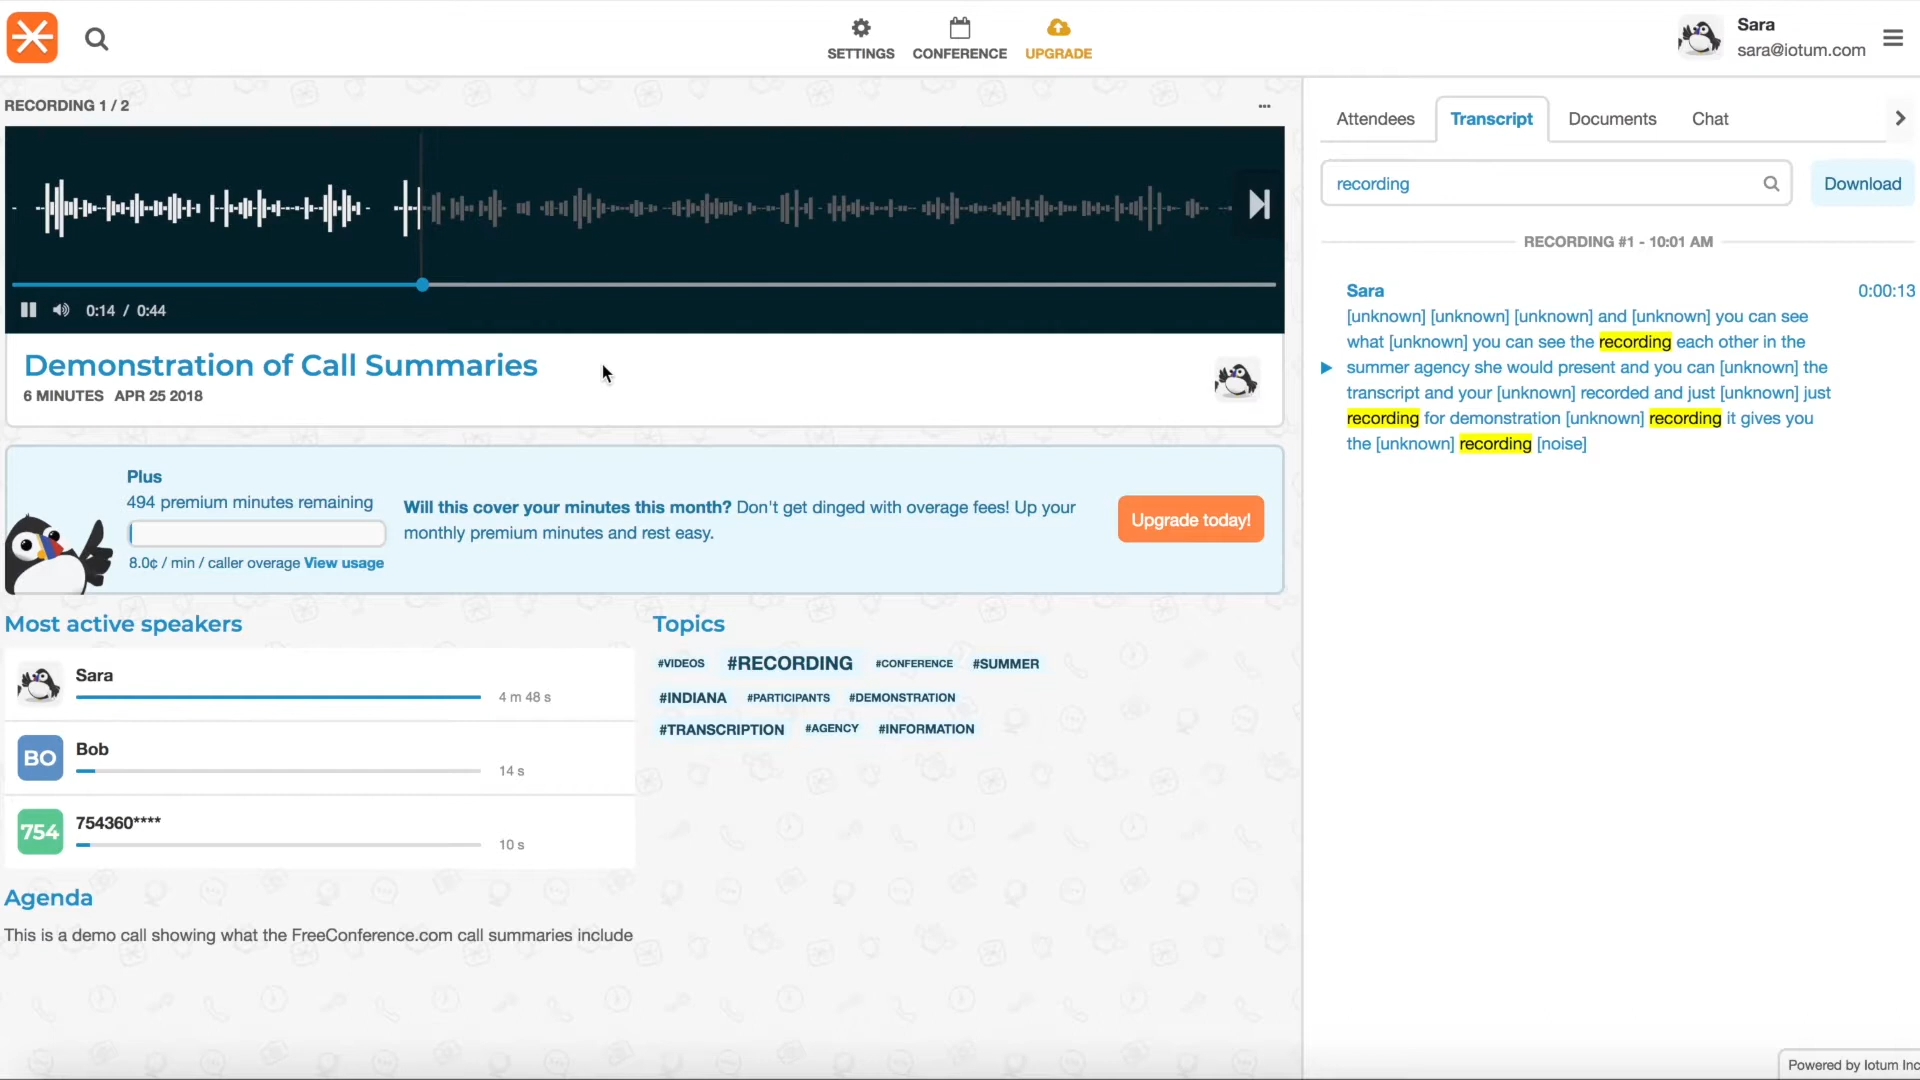 SETTINGS
CONFERENCE
UPGRADE
Sara
sara@iotum.com
RECORDING 1 / 2
...
0:14 / 0:44
Demonstration of Call Summaries
6 MINUTES APR 25 2018
Plus
494 premium minutes remaining
8.0¢ / min / caller overage View usage
Will this cover your minutes this month? Don't get dinged with overage fees! Up your
monthly premium minutes and rest easy.
Upgrade today!
Most active speakers
Sara
4 m 48 s
BO
Bob
14 s
754
754360****
10 s
Topics
#VIDEOS #RECORDING #CONFERENCE #SUMMER
#INDIANA #PARTICIPANTS #DEMONSTRATION
#TRANSCRIPTION #AGENCY #INFORMATION
Agenda
This is a demo call showing what the FreeConference.com call summaries include
Attendees
Transcript
Documents
Chat
recording
Download
RECORDING #1 - 10:01 AM
Sara
0:00:13
[unknown] [unknown] [unknown] and [unknown] you can see
what [unknown] you can see the recording each other in the
summer agency she would present and you can [unknown] the
transcript and your [unknown] recorded and just [unknown] just
recording for demonstration [unknown] recording it gives you
the [unknown] recording [noise]
Powered by Iotum Inc